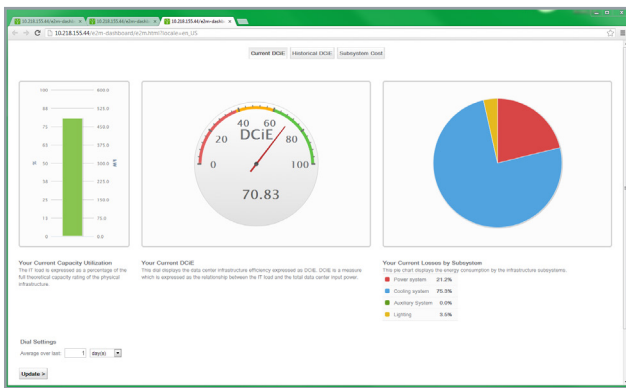 10.218.155.44/e2m-dashb
10.218.155.44/e2m-dashb
10.218.155.44/e2m-dashb
10.218.155.44/e2m-dashboard/e2m.html?locale=en_US
Current DCiE Historical DCiE Subsystem Cost
100 600.0
88 525.0
75 450.0
63 375.0
% 50 300.0 kW
38 225.0
25 150.0
13 75.0
0 0.0
0 20 40 60 80 100
DCiE
70.83
Your Current Capacity Utilization
The IT load is expressed as a percentage of the
full theoretical capacity rating of the physical
infrastructure.
Your Current DCiE
This dial displays the data center infrastructure efficiency expressed as DCiE. DCiE is a measure
which is expressed as the relationship between the IT load and the total data center input power.
Your Current Losses by Subsystem
This pie chart displays the energy consumption by the infrastructure subsystems.
Power system 21.2%
Cooling system 75.3%
Auxiliary System 0.0%
Lighting 3.5%
Dial Settings
Average over last: 1 day(s)
Update >